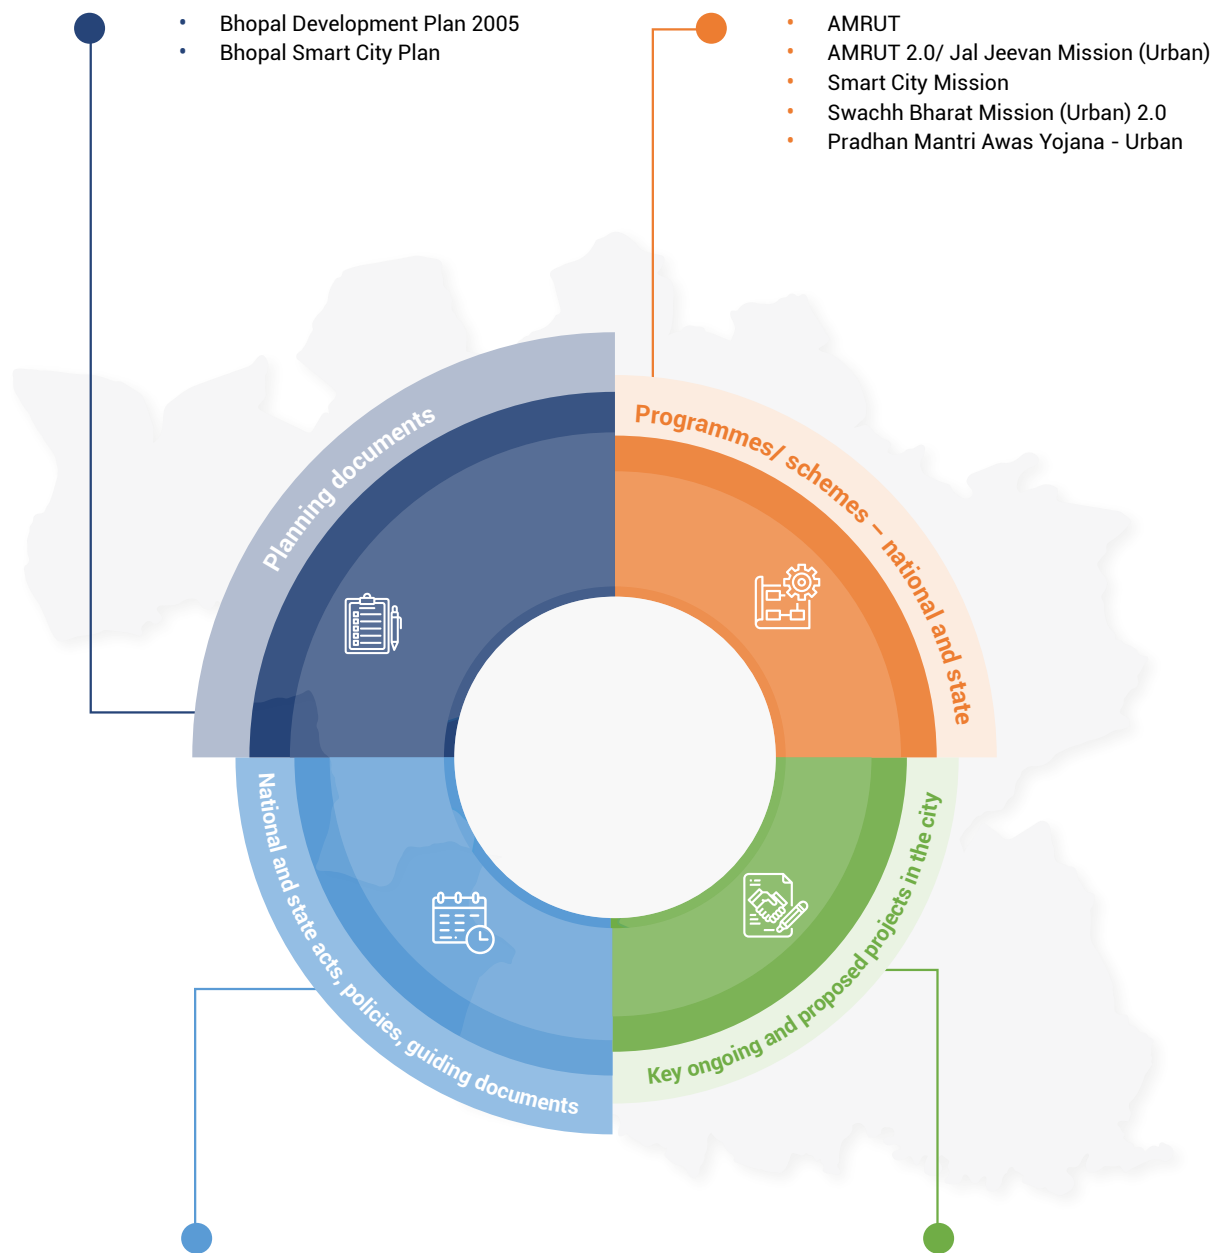 • Bhopal Development Plan 2005
• Bhopal Smart City Plan
• AMRUT
• AMRUT 2.0/ Jal Jeevan Mission (Urban)
• Smart City Mission
• Swachh Bharat Mission (Urban) 2.0
• Pradhan Mantri Awas Yojana - Urban
Planning documents
Programmes/ schemes – national and state
National and state acts, policies, guiding documents
Key ongoing and proposed projects in the city